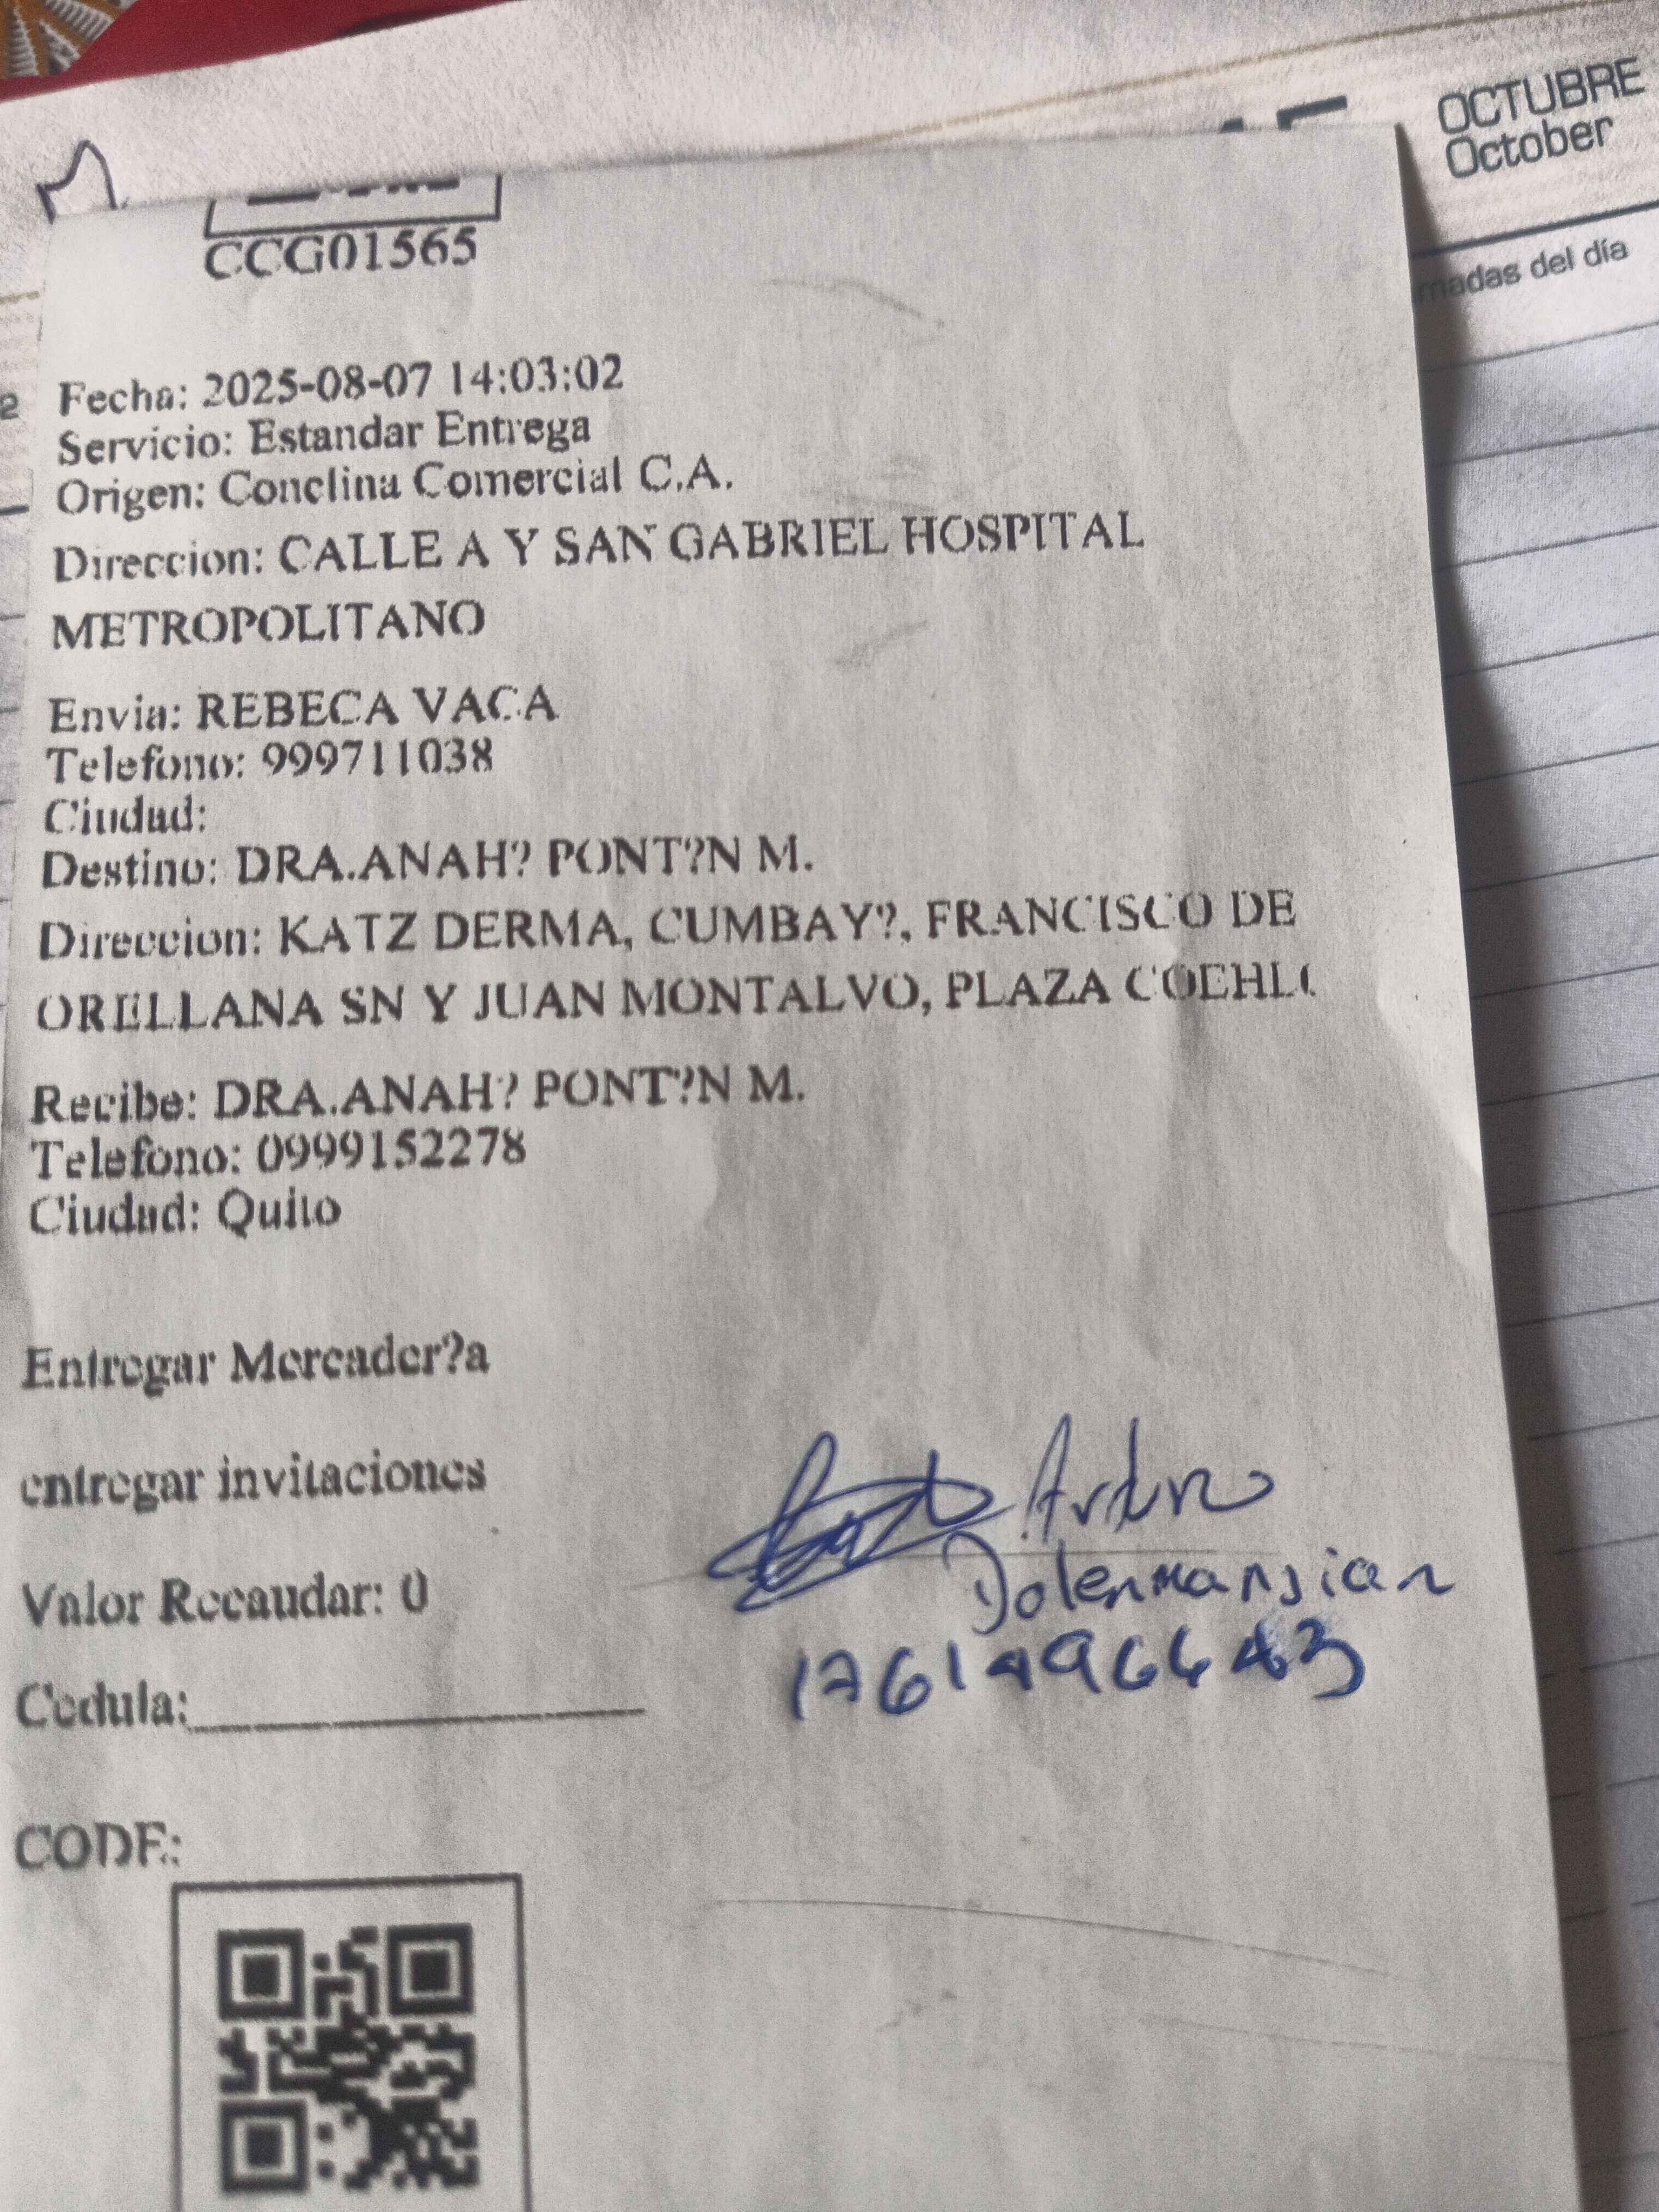 OCTUBRE
October
madas del día
CCG01565
Fecha: 2025-08-07 14:03:02
Servicio: Estandar Entrega
Origen: Conclina Comercial C.A.
Direccion: CALLE A Y SAN GABRIEL HOSPITAL
METROPOLITANO
Envia: REBECA VACA
Telefono: 999711038
Ciudad:
Destino: DRA.ANAH? PONT?N M.
Direccion: KATZ DERMA, CUMBAY?, FRANCISCO DE
ORELLANA SN Y JUAN MONTALVO, PLAZA COEHLO
Recibe: DRA.ANAH? PONT?N M.
Telefono: 0999152278
Ciudad: Quito
Entregar Mercader?a
entregar invitaciones
Arturo
Valor Recaudar: 0
Cedula:
CODE: